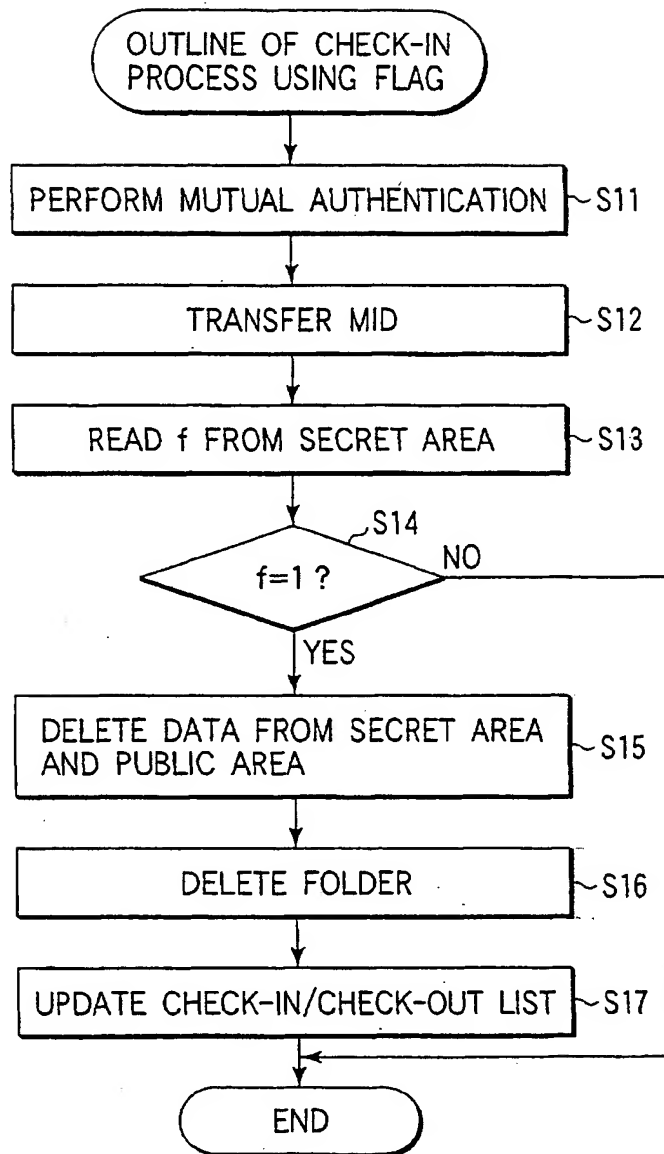 OUTLINE OF CHECK-IN
PROCESS USING FLAG
PERFORM MUTUAL AUTHENTICATION
S11
TRANSFER MID
S12
READ f FROM SECRET AREA
S13
S14
f=1 ?
NO
YES
DELETE DATA FROM SECRET AREA
AND PUBLIC AREA
S15
DELETE FOLDER
S16
UPDATE CHECK-IN/CHECK-OUT LIST
S17
END